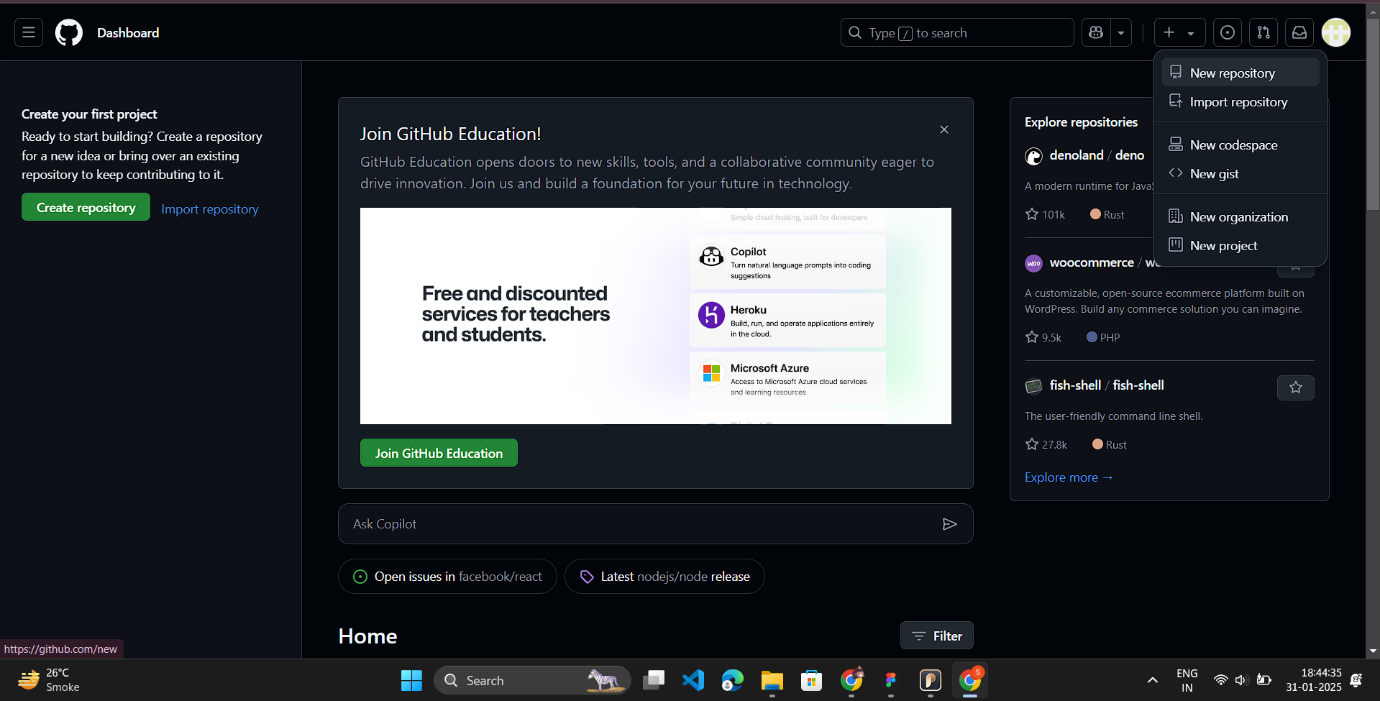 Dashboard
Type / to search
New repository
Import repository
New codespace
New gist
New organization
New project
Create your first project
Ready to start building? Create a repository
for a new idea or bring over an existing
repository to keep contributing to it.
Create repository
Import repository
Join GitHub Education!
GitHub Education opens doors to new skills, tools, and a collaborative community eager to
drive innovation. Join us and build a foundation for your future in technology.
Free and discounted
services for teachers
and students.
Simple cloud hosting, built for developers
Copilot
Turn natural language prompts into coding
suggestions
Heroku
Build, run, and operate applications entirely
in the cloud.
Microsoft Azure
Access to Microsoft Azure cloud services
and learning resources
Join GitHub Education
Ask Copilot
Open issues in facebook/react
Latest nodejs/node release
Home
Filter
Explore repositories
denoland / deno
A modern runtime for Java
101k
Rust
woocommerce / wo
A customizable, open-source ecommerce platform built on
WordPress. Build any commerce solution you can imagine.
9.5k
PHP
fish-shell / fish-shell
The user-friendly command line shell.
27.8k
Rust
Explore more →
https://github.com/new
26°C
Smoke
Search
ENG
IN
18:44:35
31-01-2025